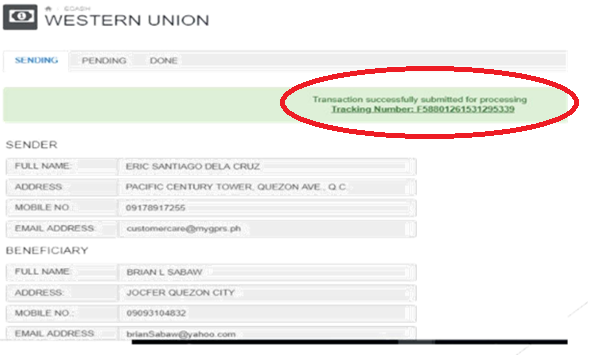 ECASH
WESTERN UNION
SENDING PENDING DONE
Transaction successfully submitted for processing
Tracking Number: F58801261531295339
SENDER
FULL NAME: ERIC SANTIAGO DELA CRUZ
ADDRESS: PACIFIC CENTURY TOWER, QUEZON AVE., Q.C.
MOBILE NO.: 09178917255
EMAIL ADDRESS: customercare@mygprs.ph
BENEFICIARY
FULL NAME: BRIAN L SABAW
ADDRESS: JOCFER QUEZON CITY
MOBILE NO.: 09093104832
EMAIL ADDRESS: brianSabaw@yahoo.com